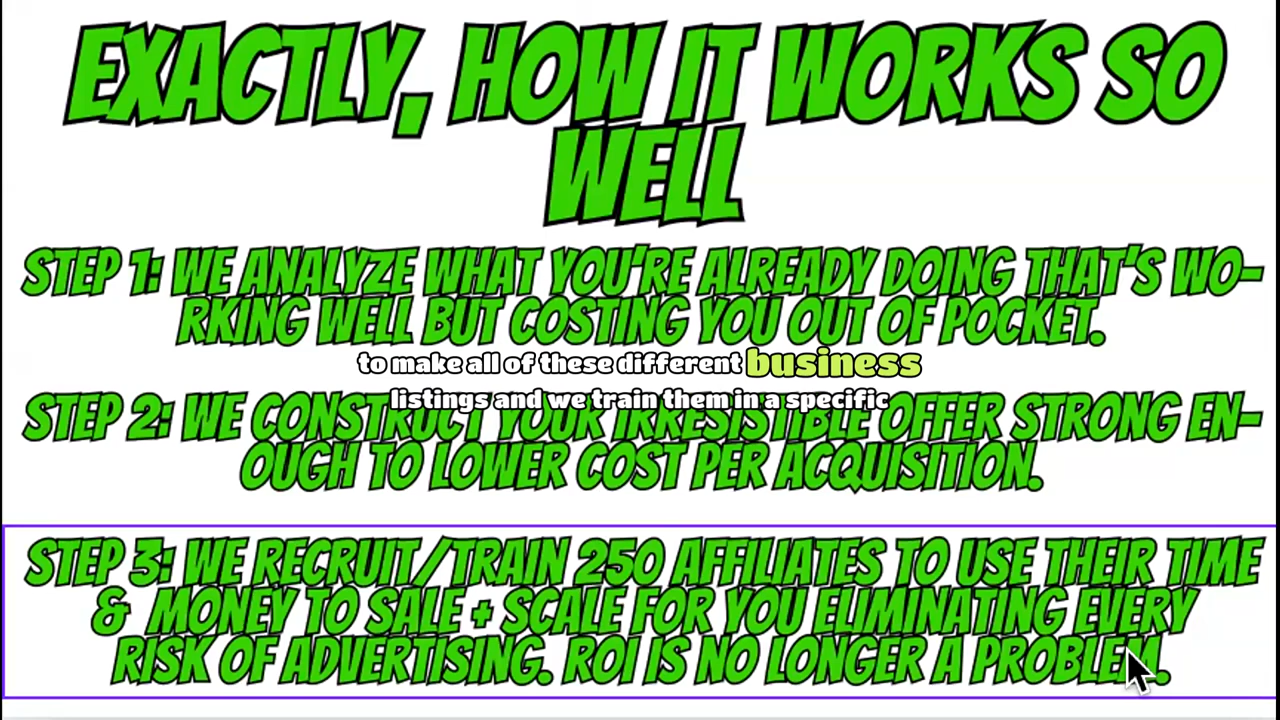 EXACTLY, HOW IT WORKS SO
WELL
STEP 1: WE ANALYZE WHAT YOU'RE ALREADY DOING THAT'S WO-
RKING WELL BUT COSTING YOU OUT OF POCKET.
to make all of these different business
listings and we train them in a specific
STEP 2: WE CONSTRUCT YOUR IRRESISTIBLE OFFER STRONG EN-
OUGH TO LOWER COST PER ACQUISITION.
STEP 3: WE RECRUIT/TRAIN 250 AFFILIATES TO USE THEIR TIME
& MONEY TO SALE + SCALE FOR YOU ELIMINATING EVERY
RISK OF ADVERTISING. ROI IS NO LONGER A PROBLEM.